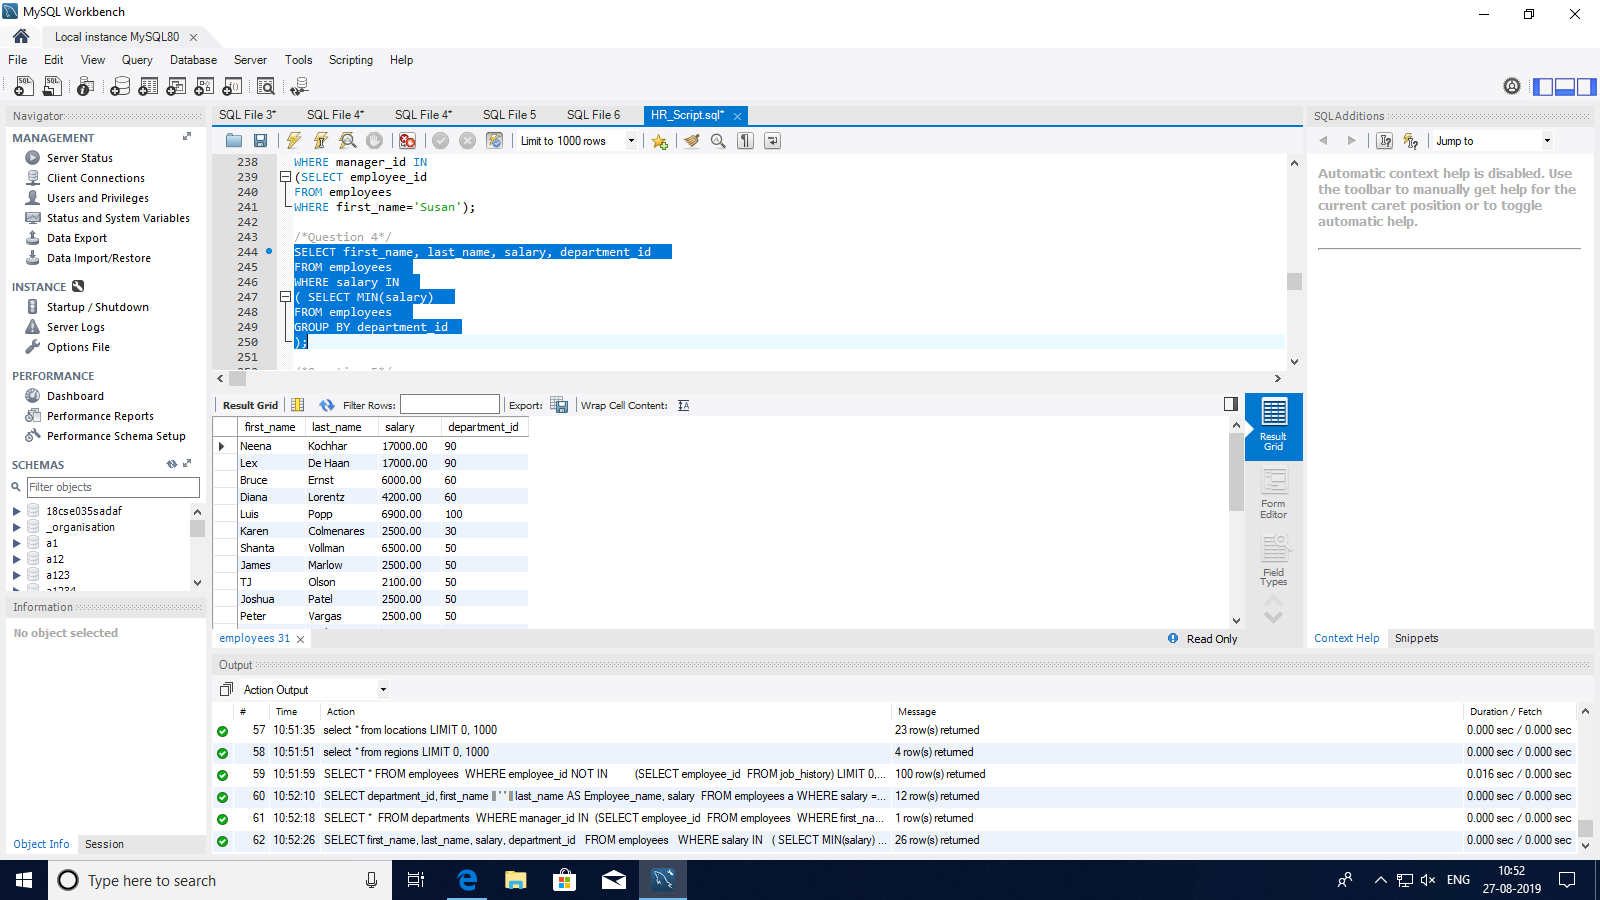 MySQL Workbench
Local instance MySQL80
File Edit View Query Database Server Tools Scripting Help
Navigator
MANAGEMENT
Server Status
Client Connections
Users and Privileges
Status and System Variables
Data Export
Data Import/Restore
INSTANCE
Startup / Shutdown
Server Logs
Options File
PERFORMANCE
Dashboard
Performance Reports
Performance Schema Setup
SCHEMAS
Filter objects
18cse035sadaf
_organisation
a1
a12
a123
a1234
Information
No object selected
Object Info Session
SQL File 3* SQL File 4* SQL File 4* SQL File 5 SQL File 6 HR_Script.sql*
Limit to 1000 rows
238 WHERE manager_id IN
239 (SELECT employee_id
240 FROM employees
241 WHERE first_name='Susan');
242
243 /*Question 4*/
244 SELECT first_name, last_name, salary, department_id
245 FROM employees
246 WHERE salary IN
247 ( SELECT MIN(salary)
248 FROM employees
249 GROUP BY department_id
250 );
251
252 /*Question 5*/
Result Grid Filter Rows: Export: Wrap Cell Content:
first_name last_name salary department_id
Neena Kochhar 17000.00 90
Lex De Haan 17000.00 90
Bruce Ernst 6000.00 60
Diana Lorentz 4200.00 60
Luis Popp 6900.00 100
Karen Colmenares 2500.00 30
Shanta Vollman 6500.00 50
James Marlow 2500.00 50
TJ Olson 2100.00 50
Joshua Patel 2500.00 50
Peter Vargas 2500.00 50
Result Grid
Form Editor
Field Types
employees 31
Read Only
SQLAdditions
Jump to
Automatic context help is disabled. Use
the toolbar to manually get help for the
current caret position or to toggle
automatic help.
Context Help Snippets
Output
Action Output
# Time Action Message Duration / Fetch
57 10:51:35 select * from locations LIMIT 0, 1000 23 row(s) returned 0.000 sec / 0.000 sec
58 10:51:51 select * from regions LIMIT 0, 1000 4 row(s) returned 0.000 sec / 0.000 sec
59 10:51:59 SELECT * FROM employees WHERE employee_id NOT IN (SELECT employee_id FROM job_history) LIMIT 0,... 100 row(s) returned 0.016 sec / 0.000 sec
60 10:52:10 SELECT department_id, first_name || ' ' || last_name AS Employee_name, salary FROM employees a WHERE salary =... 12 row(s) returned 0.000 sec / 0.000 sec
61 10:52:18 SELECT * FROM departments WHERE manager_id IN (SELECT employee_id FROM employees WHERE first_na... 1 row(s) returned 0.000 sec / 0.000 sec
62 10:52:26 SELECT first_name, last_name, salary, department_id FROM employees WHERE salary IN ( SELECT MIN(salary) ... 26 row(s) returned 0.000 sec / 0.000 sec
Type here to search
ENG
10:52
27-08-2019